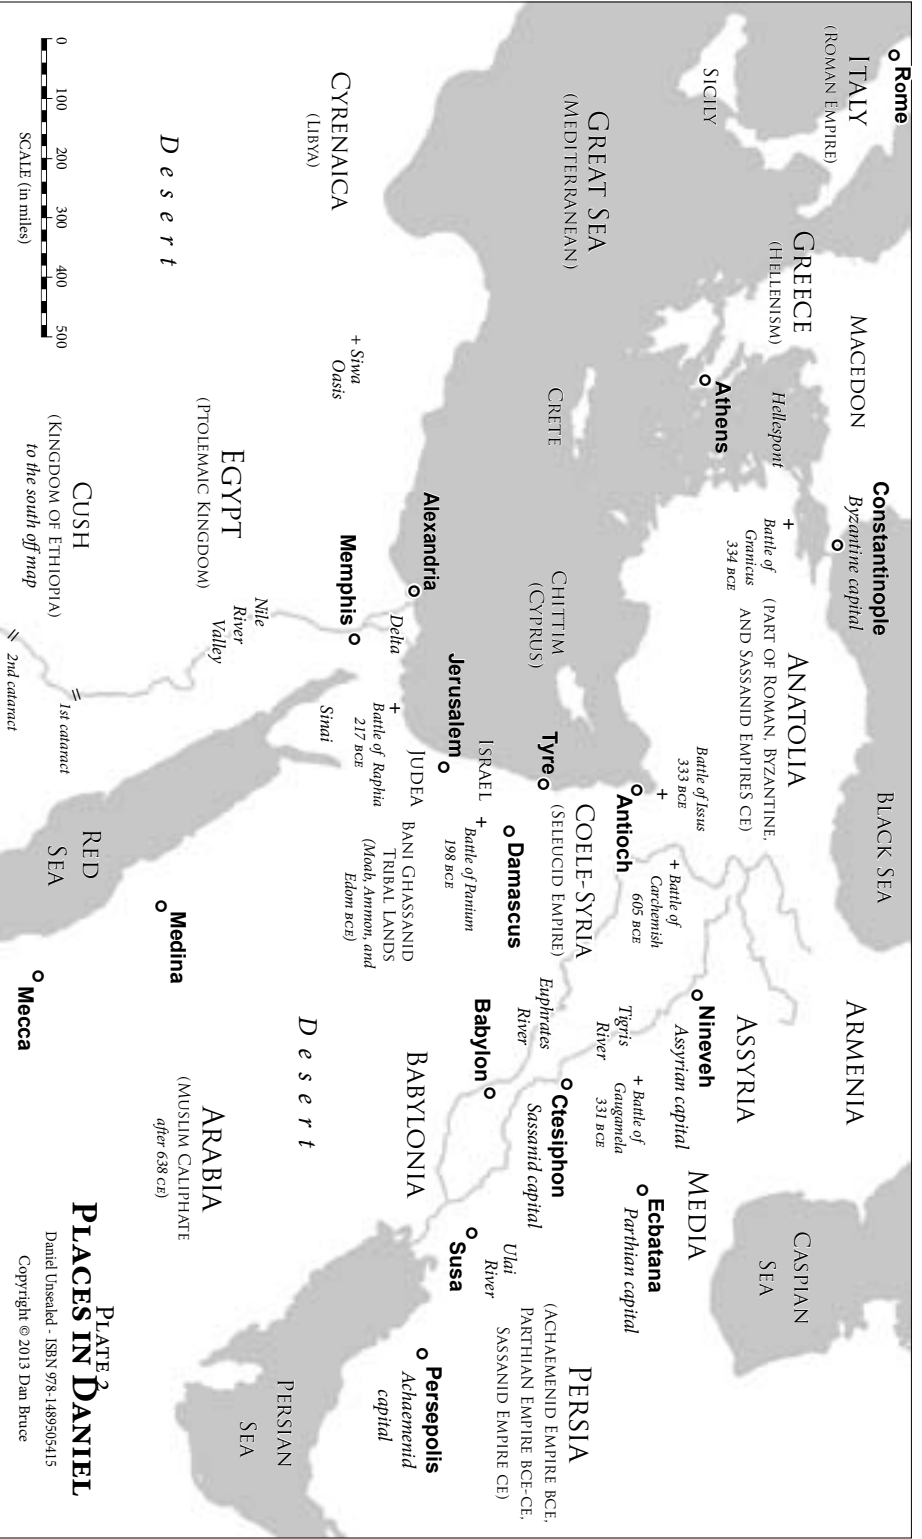 Rome
ITALY
(ROMAN EMPIRE)
SICILY
GREAT SEA
(MEDITERRANEAN)
CYRENAICA
(LIBYA)
Desert
0 100 200 300 400 500
SCALE (in miles)
GREECE
(HELLENISM)
MACEDON
Athens
Hellespont
CRETE
+ Siwa
Oasis
Constantinople
Byzantine capital
+
Battle of
Granicus
334 BCE
ANATOLIA
(PART OF ROMAN, BYZANTINE,
AND SASSANID EMPIRES CE)
BLACK SEA
CHITTIM
(CYPRUS)
Alexandria
Memphis
Delta
EGYPT
(PTOLEMAIC KINGDOM)
Nile
River
Valley
CUSH
(KINGDOM OF ETHIOPIA)
to the south off map
1st cataract
2nd cataract
Battle of Issus
333 BCE
+
Antioch
Tyre
Jerusalem
ISRAEL
JUDEA
+
Battle of Raphia
217 BCE
Sinai
RED
SEA
+ Battle of
Carchemish
605 BCE
COELE-SYRIA
(SELEUCID EMPIRE)
Damascus
+ Battle of Panium
198 BCE
BANI GHASSANID
TRIBAL LANDS
(Moab, Ammon, and
Edom BCE)
Medina
Mecca
ARMENIA
ASSYRIA
Nineveh
Assyrian capital
Tigris
River
Euphrates
River
+ Battle of
Gaugamela
331 BCE
Babylon
BABYLONIA
Ctesiphon
Sassanid capital
Desert
ARABIA
(MUSLIM CALIPHATE
after 638 CE)
MEDIA
Ecbatana
Parthian capital
CASPIAN
SEA
Susa
Ulai
River
PERSIA
(ACHAEMENID EMPIRE BCE,
PARTHIAN EMPIRE BCE-CE,
SASSANID EMPIRE CE)
Persepolis
Achaemenid
capital
PERSIAN
SEA
PLATE 2
PLACES IN DANIEL
Daniel Unsealed - ISBN 978-1489505415
Copyright © 2013 Dan Bruce